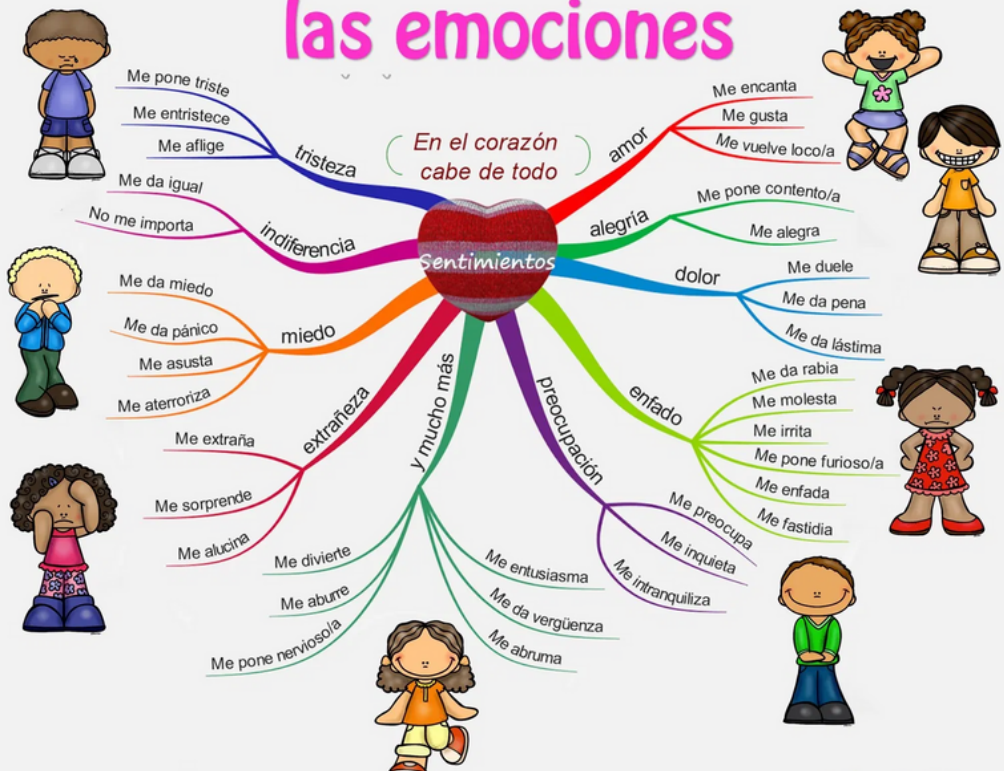 las emociones
En el corazón
cabe de todo
Sentimientos
tristeza
Me pone triste
Me entristece
Me aflige
indiferencia
Me da igual
No me importa
miedo
Me da miedo
Me da pánico
Me asusta
Me aterroriza
extrañeza
Me extraña
Me sorprende
Me alucina
y mucho más
Me divierte
Me aburre
Me pone nervioso/a
Me entusiasma
Me da vergüenza
Me abruma
preocupación
Me preocupa
Me inquieta
Me intranquiliza
enfado
Me da rabia
Me molesta
Me irrita
Me pone furioso/a
Me enfada
Me fastidia
dolor
Me duele
Me da pena
Me da lástima
alegría
Me pone contento/a
Me alegra
amor
Me encanta
Me gusta
Me vuelve loco/a